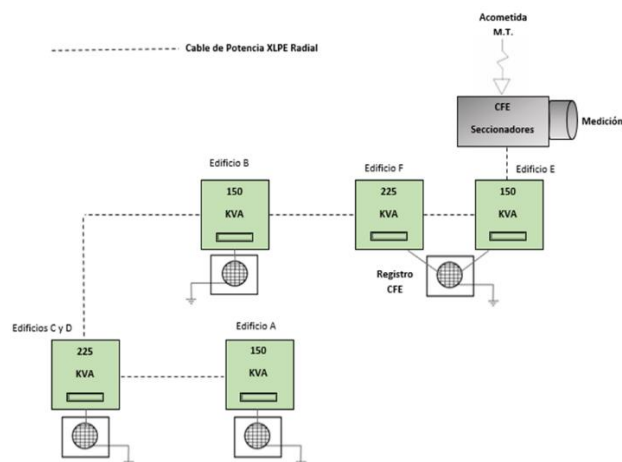 Acometida
M.T.
Cable de Potencia XLPE Radial
CFE
Seccionadores
Medición
Edificio B
Edificio F
Edificio E
150
KVA
225
KVA
150
KVA
Registro
CFE
Edificios C y D
Edificio A
225
KVA
150
KVA